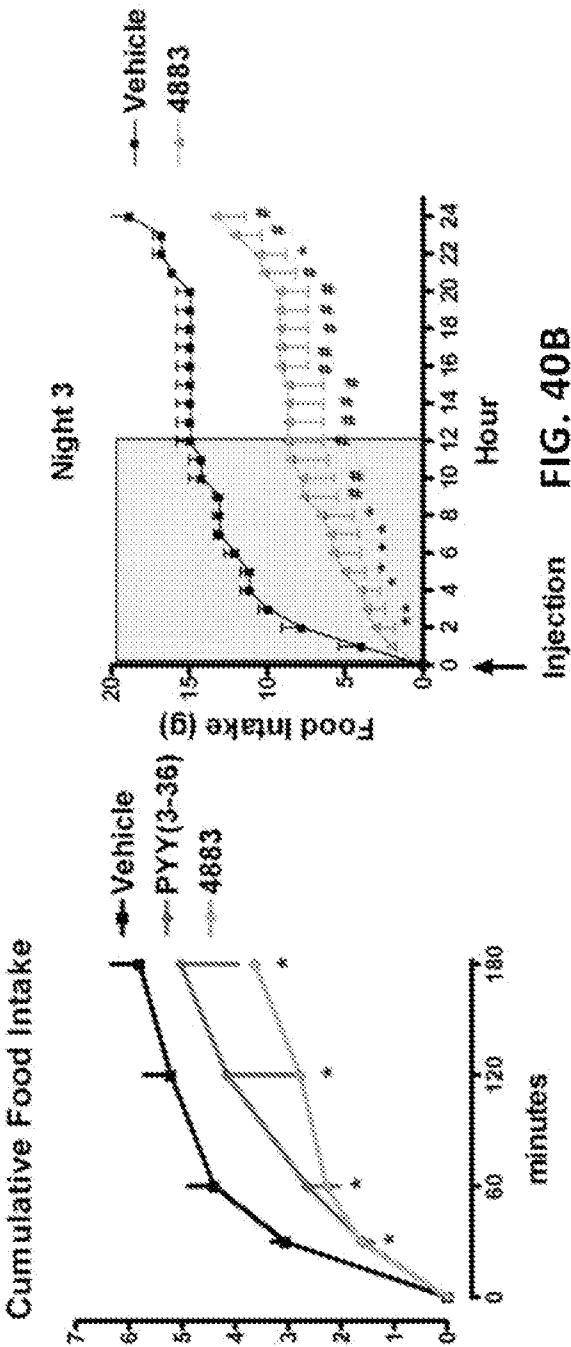 Cumulative Food Intake
7
6
5
4
3
2
1
0
0 60 120 180
minutes
Vehicle
PYY(3-36)
4883
*
*
*
*
Night 3
Food Intake (g)
20
15
10
5
0
0 2 4 6 8 10 12 14 16 18 20 22 24
Hour
Injection
Vehicle
4883
FIG. 40B